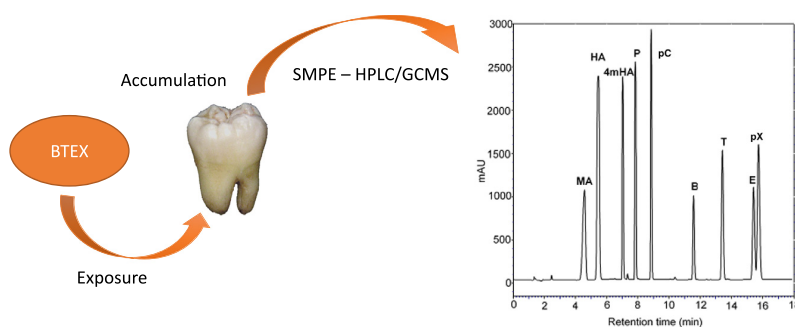 BTEX
Exposure
Accumulation
SMPE – HPLC/GCMS
mAU
3000
2500
2000
1500
1000
500
0
MA
HA
4mHA
P
pC
B
T
E
pX
0 2 4 6 8 10 12 14 16 18
Retention time (min)